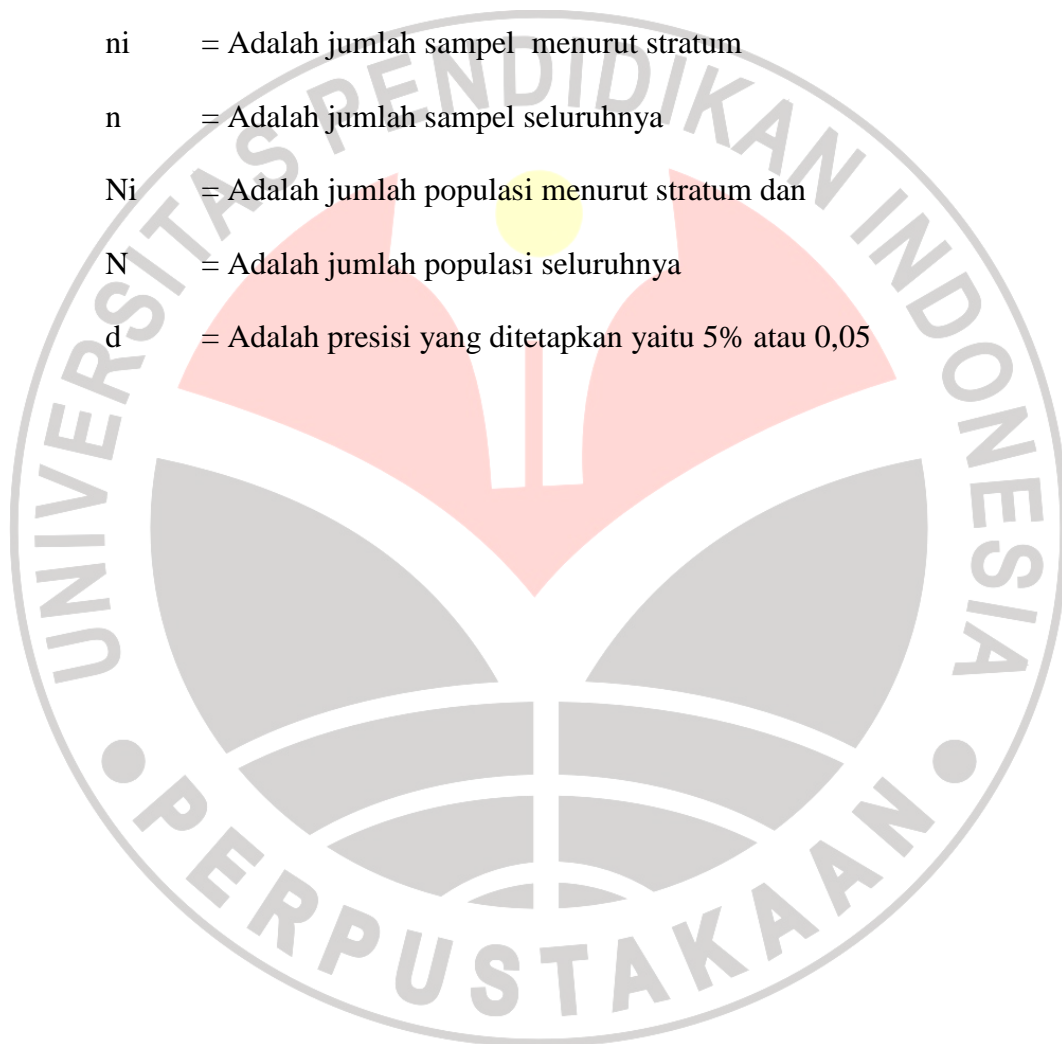 ni = Adalah jumlah sampel menurut stratum
n = Adalah jumlah sampel seluruhnya
Ni = Adalah jumlah populasi menurut stratum dan
N = Adalah jumlah populasi seluruhnya
d = Adalah presisi yang ditetapkan yaitu 5% atau 0,05
UNIVERSITAS PENDIDIKAN INDONESIA
PERPUSTAKAAN